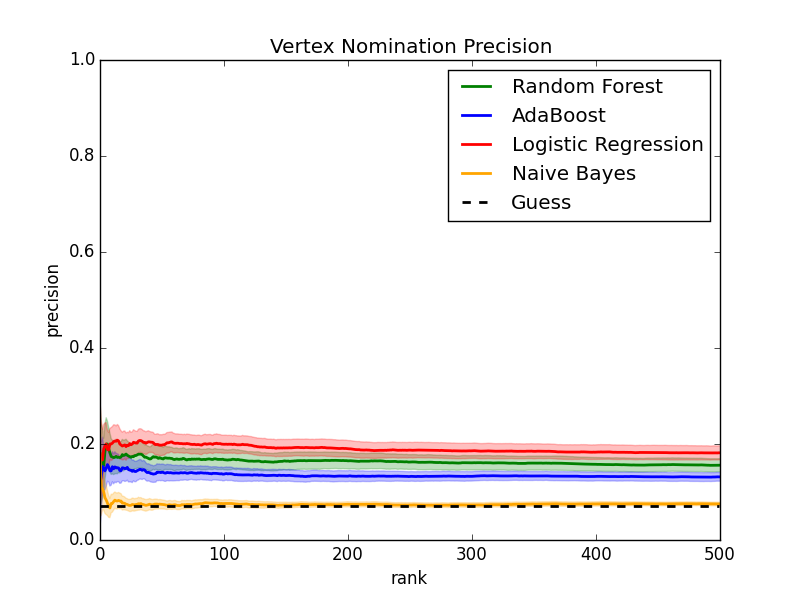 Vertex Nomination Precision
1.0
0.8
0.6
0.4
0.2
0.0
precision
Random Forest
AdaBoost
Logistic Regression
Naive Bayes
Guess
0
100
200
300
400
500
rank